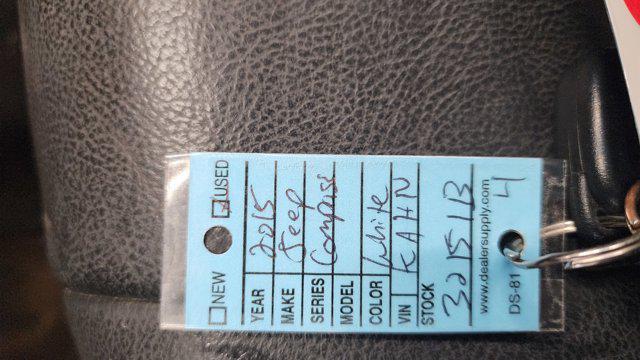 NEW USED
YEAR 2015
MAKE Jeep
SERIES Compass
MODEL
COLOR White
VIN KAHN
STOCK
3215113
www.dealersupply.com
DS-81 4